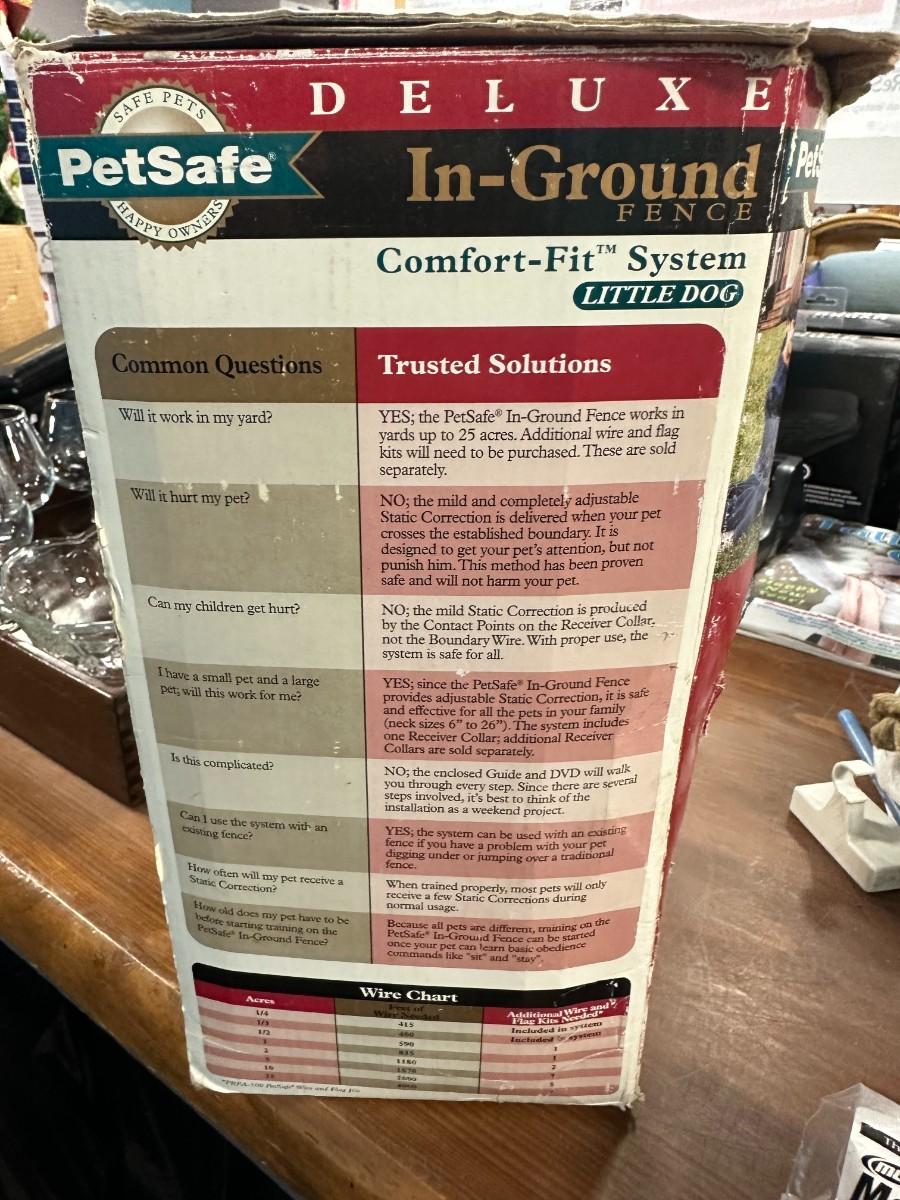 SAFE PETS
PetSafe®
HAPPY OWNERS
DELUXE
In-Ground
FENCE
Comfort-Fit™ System
LITTLE DOG
Common Questions
Trusted Solutions
Will it work in my yard?
YES; the PetSafe® In-Ground Fence works in
yards up to 25 acres. Additional wire and flag
kits will need to be purchased. These are sold
separately.
Will it hurt my pet?
NO; the mild and completely adjustable
Static Correction is delivered when your pet
crosses the established boundary. It is
designed to get your pet's attention, but not
punish him. This method has been proven
safe and will not harm your pet.
Can my children get hurt?
NO; the mild Static Correction is produced
by the Contact Points on the Receiver Collar,
not the Boundary Wire. With proper use, the
system is safe for all.
I have a small pet and a large
pet; will this work for me?
YES; since the PetSafe® In-Ground Fence
provides adjustable Static Correction, it is safe
and effective for all the pets in your family
(neck sizes 6" to 26"). The system includes
one Receiver Collar; additional Receiver
Collars are sold separately.
Is this complicated?
NO; the enclosed Guide and DVD will walk
you through every step. Since there are several
steps involved, it's best to think of the
installation as a weekend project.
Can I use the system with an
existing fence?
YES; the system can be used with an existing
fence if you have a problem with your pet
digging under or jumping over a traditional
fence.
How often will my pet receive a
Static Correction?
When trained properly, most pets will only
receive a few Static Corrections during
normal usage.
How old does my pet have to be
before starting training on the
PetSafe® In-Ground Fence?
Because all pets are different, training on the
PetSafe® In-Ground Fence can be started
once your pet can learn basic obedience
commands like "sit" and "stay".
Wire Chart
Acres
Feet of
Wire Needed
Additional Wire and
Flag Kits Needed*
1/4
415
Included in system
1/3
Included in system
1/2
590
1
1
835
1
2
1180
2
5
10